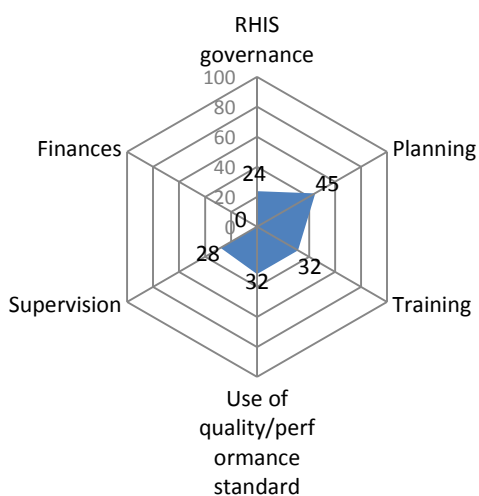 RHIS
governance
100
80
60
40
20
0
24
45
32
32
28
0
Finances
Planning
Supervision
Training
Use of
quality/perf
ormance
standard